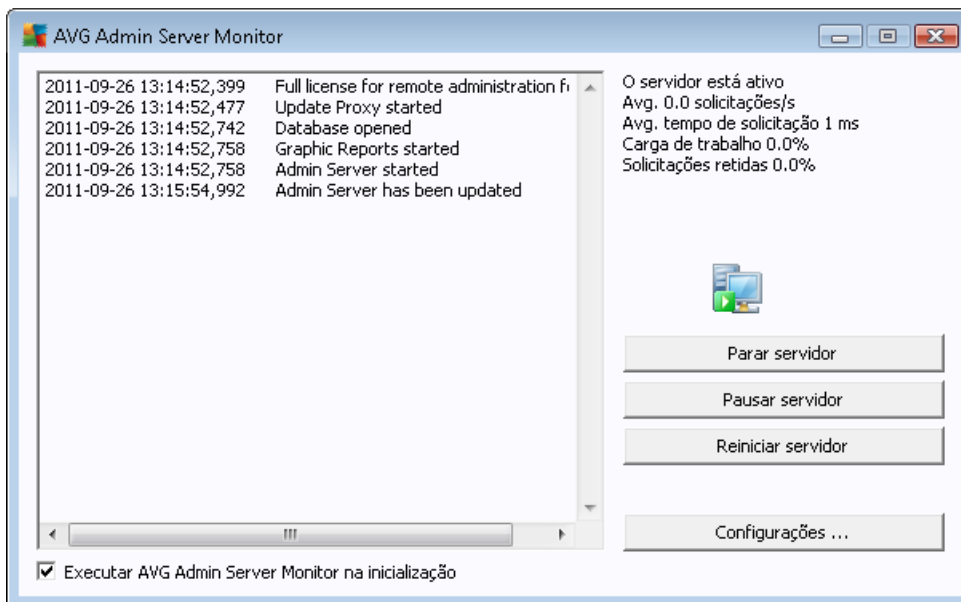 AVG Admin Server Monitor
2011-09-26 13:14:52,399 Full license for remote administration
2011-09-26 13:14:52,477 Update Proxy started
2011-09-26 13:14:52,742 Database opened
2011-09-26 13:14:52,758 Graphic Reports started
2011-09-26 13:14:52,758 Admin Server started
2011-09-26 13:15:54,992 Admin Server has been updated
O servidor está ativo
Avg. 0.0 solicitações/s
Avg. tempo de solicitação 1 ms
Carga de trabalho 0.0%
Solicitações retidas 0.0%
Parar servidor
Pausar servidor
Reiniciar servidor
Configurações ...
Executar AVG Admin Server Monitor na inicialização